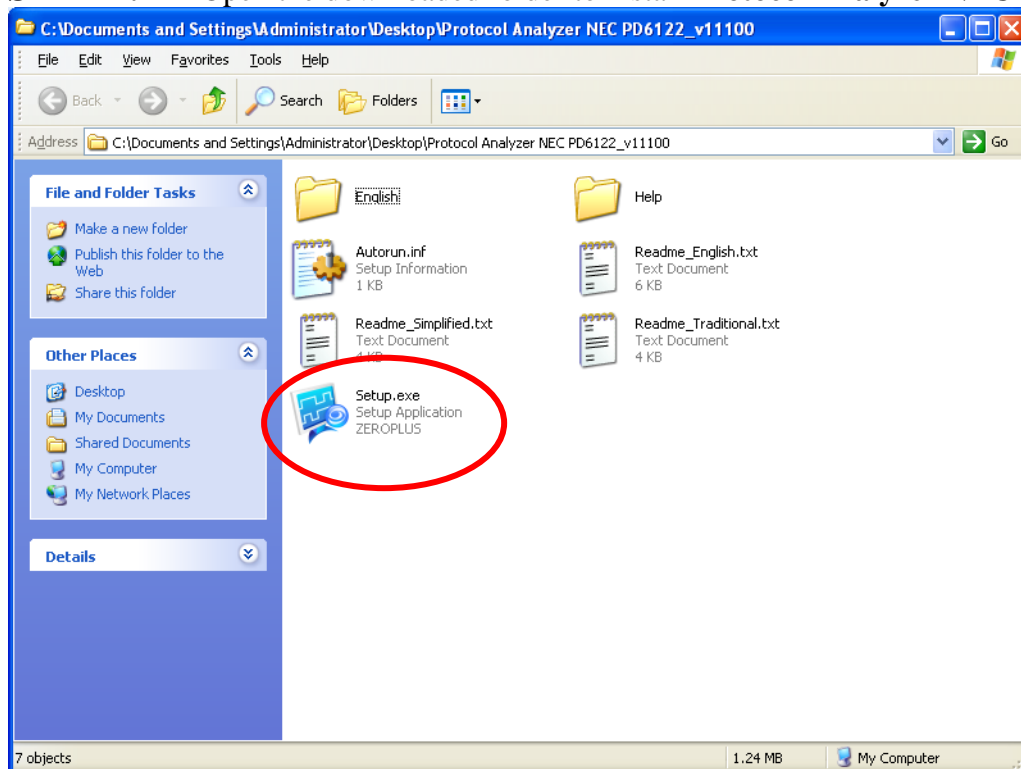 C:\Documents and Settings\Administrator\Desktop\Protocol Analyzer NEC PD6122_v11100
File Edit View Favorites Tools Help
Back Search Folders
Address C:\Documents and Settings\Administrator\Desktop\Protocol Analyzer NEC PD6122_v11100 Go
File and Folder Tasks
Make a new folder
Publish this folder to the
Web
Share this folder
Other Places
Desktop
My Documents
Shared Documents
My Computer
My Network Places
Details
English
Help
Autorun.inf
Setup Information
1 KB
Readme_English.txt
Text Document
6 KB
Readme_Simplified.txt
Text Document
4 KB
Readme_Traditional.txt
Text Document
4 KB
Setup.exe
Setup Application
ZEROPLUS
7 objects 1.24 MB My Computer